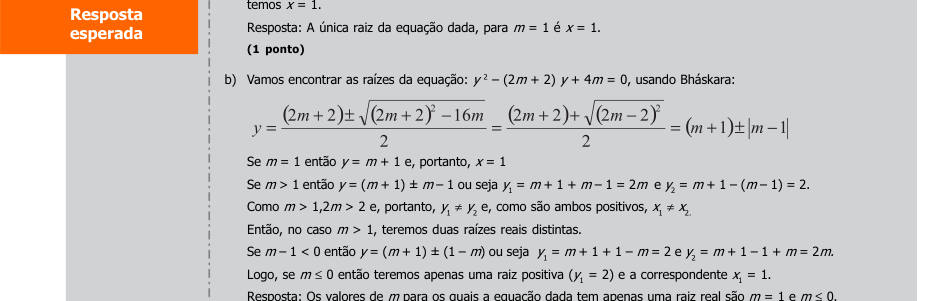 Resposta
esperada
temos x = 1.
Resposta: A única raiz da equação dada, para m = 1 é x = 1.
(1 ponto)
b) Vamos encontrar as raízes da equação: y² – (2m + 2) y + 4m = 0, usando Bháskara:
y = (2m + 2) ± √(2m + 2)² − 16m / 2 = (2m + 2) + √(2m − 2)² / 2 = (m + 1) ± |m − 1|
Se m = 1 então y = m + 1 e, portanto, x = 1
Se m > 1 então y = (m + 1) ± m – 1 ou seja y₁ = m + 1 + m – 1 = 2m e y₂ = m + 1 – (m – 1) = 2.
Como m > 1,2m > 2 e, portanto, y₁ ≠ y₂ e, como são ambos positivos, x₁ ≠ x₂.
Então, no caso m > 1, teremos duas raízes reais distintas.
Se m – 1 < 0 então y = (m + 1) ± (1 – m) ou seja y₁ = m + 1 + 1 – m = 2 e y₂ = m + 1 – 1 + m = 2m.
Logo, se m ≤ 0 então teremos apenas uma raiz positiva (y₁ = 2) e a correspondente x₁ = 1.
Resposta: Os valores de m para os quais a equação dada tem apenas uma raiz real são m = 1 e m ≤ 0.